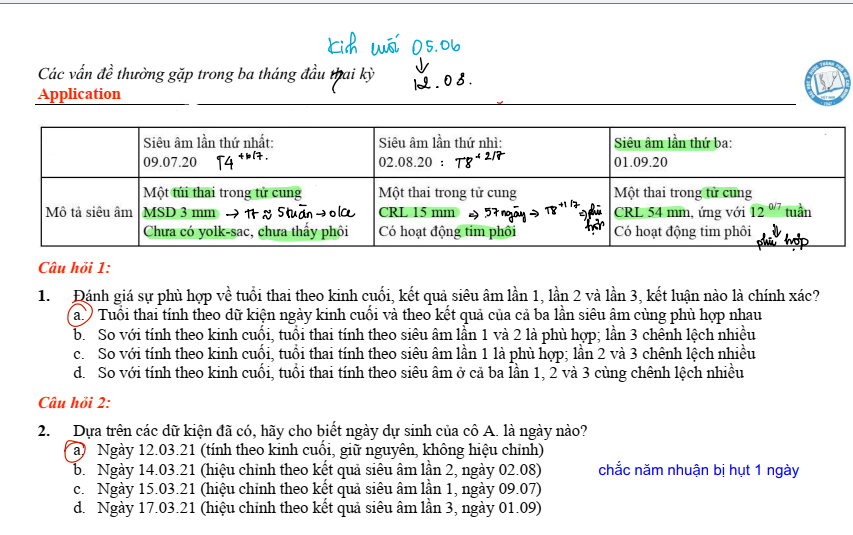 Kinh cuối 05.06
↓
12.03.
Các vấn đề thường gặp trong ba tháng đầu thai kỳ
Application
Siêu âm lần thứ nhất:
09.07.20
Siêu âm lần thứ nhì:
02.08.20 : T8 +2/7
Siêu âm lần thứ ba:
01.09.20
Mô tả siêu âm
Một túi thai trong tử cung
MSD 3 mm → TT ≈ 5 tuần →
Chưa có yolk-sac, chưa thấy phôi
Một thai trong tử cung
CRL 15 mm => 57 ngày → T8 +1/7 → phù hợp
Có hoạt động tim phôi
Một thai trong tử cung
CRL 54 mm, ứng với 12 0/7 tuần
Có hoạt động tim phôi
↓
phù hợp
Câu hỏi 1:
1. Đánh giá sự phù hợp về tuổi thai theo kinh cuối, kết quả siêu âm lần 1, lần 2 và lần 3, kết luận nào là chính xác?
a. Tuổi thai tính theo dữ kiện ngày kinh cuối và theo kết quả của cả ba lần siêu âm cùng phù hợp nhau
b. So với tính theo kinh cuối, tuổi thai tính theo siêu âm lần 1 và 2 là phù hợp; lần 3 chênh lệch nhiều
c. So với tính theo kinh cuối, tuổi thai tính theo siêu âm lần 1 là phù hợp; lần 2 và 3 chênh lệch nhiều
d. So với tính theo kinh cuối, tuổi thai tính theo siêu âm ở cả ba lần 1, 2 và 3 cùng chênh lệch nhiều
Câu hỏi 2:
2. Dựa trên các dữ kiện đã có, hãy cho biết ngày dự sinh của cô A. là ngày nào?
a. Ngày 12.03.21 (tính theo kinh cuối, giữ nguyên, không hiệu chỉnh)
b. Ngày 14.03.21 (hiệu chỉnh theo kết quả siêu âm lần 2, ngày 02.08)
chắc năm nhuận bị hụt 1 ngày
c. Ngày 15.03.21 (hiệu chỉnh theo kết quả siêu âm lần 1, ngày 09.07)
d. Ngày 17.03.21 (hiệu chỉnh theo kết quả siêu âm lần 3, ngày 01.09)